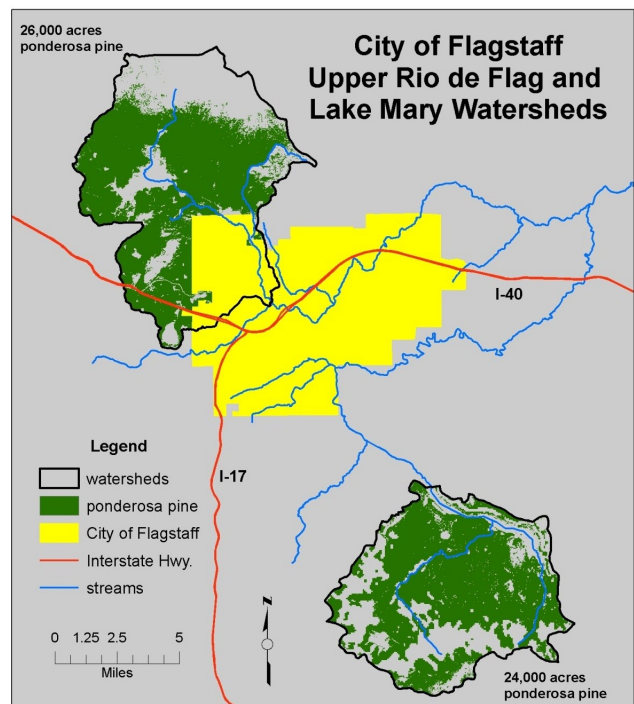 26,000 acres
ponderosa pine
City of Flagstaff
Upper Rio de Flag and
Lake Mary Watersheds
I-40
I-17
Legend
watersheds
ponderosa pine
City of Flagstaff
Interstate Hwy.
streams
N
0 1.25 2.5 5
Miles
24,000 acres
ponderosa pine